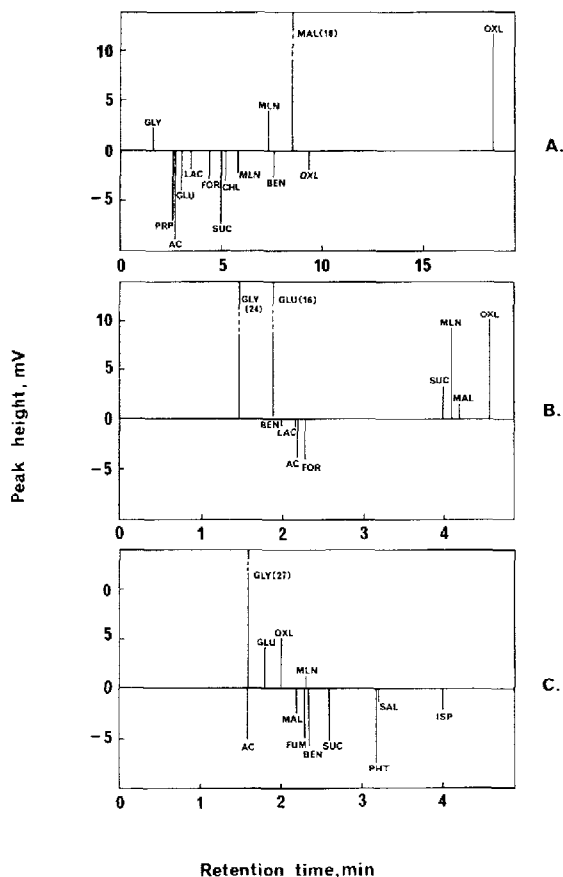 10
5
0
−5
GLY
PRP
AC
GLU
LAC
FOR
SUC
CHL
MLN
MLN
BEN
MAL(18)
OXL
OXL
A.
0
5
10
15
10
5
0
−5
GLY
(24)
GLU(16)
BEN
LAC
AC
FOR
SUC
MLN
MAL
OXL
B.
0
1
2
3
4
Peak height, mV
0
5
0
−5
GLY(27)
GLU
OXL
MLN
AC
MAL
FUM
BEN
SUC
PHT
SAL
ISP
C.
0
1
2
3
4
Retention time,min